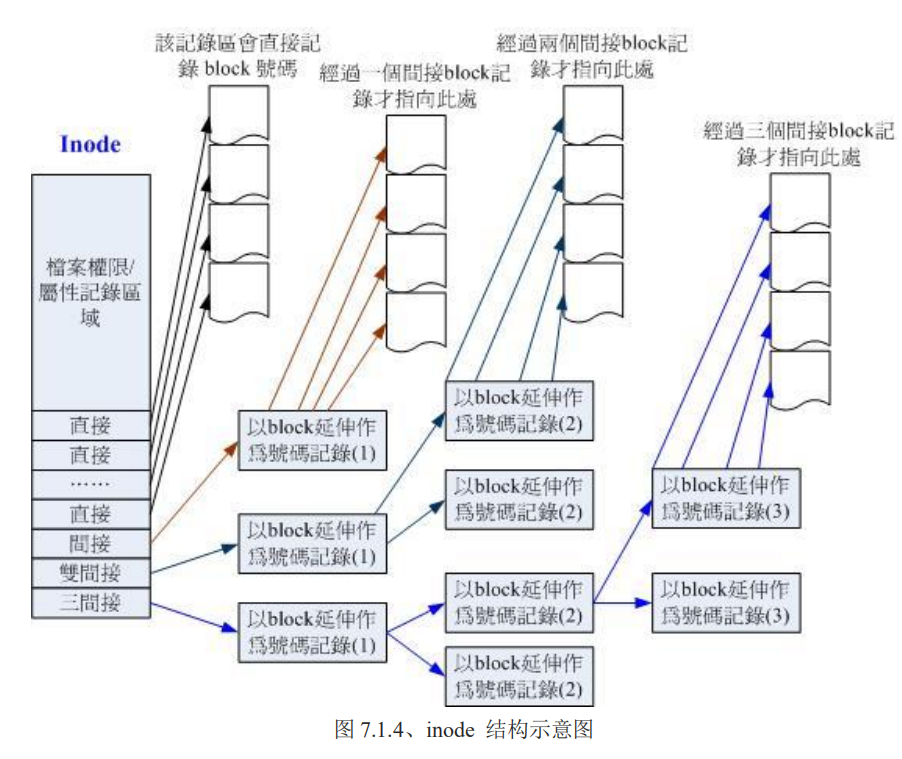 該記錄區會直接記
錄 block 號碼
經過一個間接block記
錄才指向此處
經過兩個間接block記
錄才指向此處
經過三個間接block記
錄才指向此處
Inode
檔案權限/
屬性記錄區
域
直接
直接
……
直接
間接
雙間接
三間接
以block延伸作
爲號碼記錄(1)
以block延伸作
爲號碼記錄(2)
以block延伸作
爲號碼記錄(1)
以block延伸作
爲號碼記錄(2)
以block延伸作
爲號碼記錄(3)
以block延伸作
爲號碼記錄(1)
以block延伸作
爲號碼記錄(2)
以block延伸作
爲號碼記錄(3)
以block延伸作
爲號碼記錄(2)
图 7.1.4、inode 结构示意图